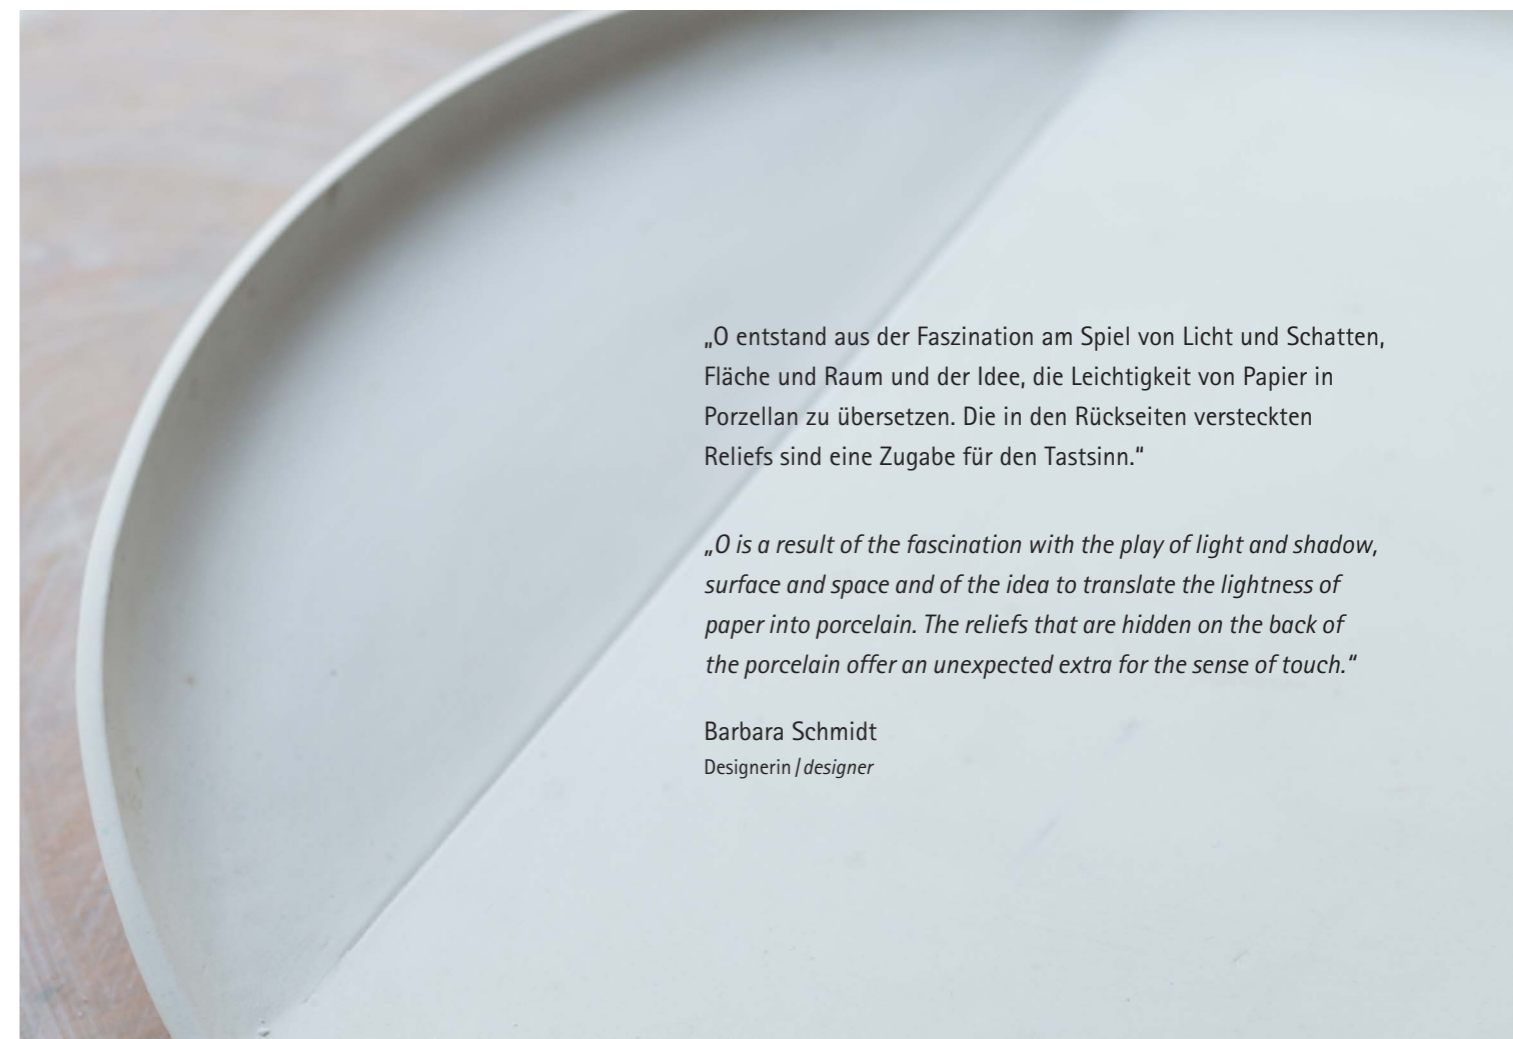 „O entstand aus der Faszination am Spiel von Licht und Schatten,
Fläche und Raum und der Idee, die Leichtigkeit von Papier in
Porzellan zu übersetzen. Die in den Rückseiten versteckten
Reliefs sind eine Zugabe für den Tastsinn.“
„O is a result of the fascination with the play of light and shadow,
surface and space and of the idea to translate the lightness of
paper into porcelain. The reliefs that are hidden on the back of
the porcelain offer an unexpected extra for the sense of touch.“
Barbara Schmidt
Designerin / designer